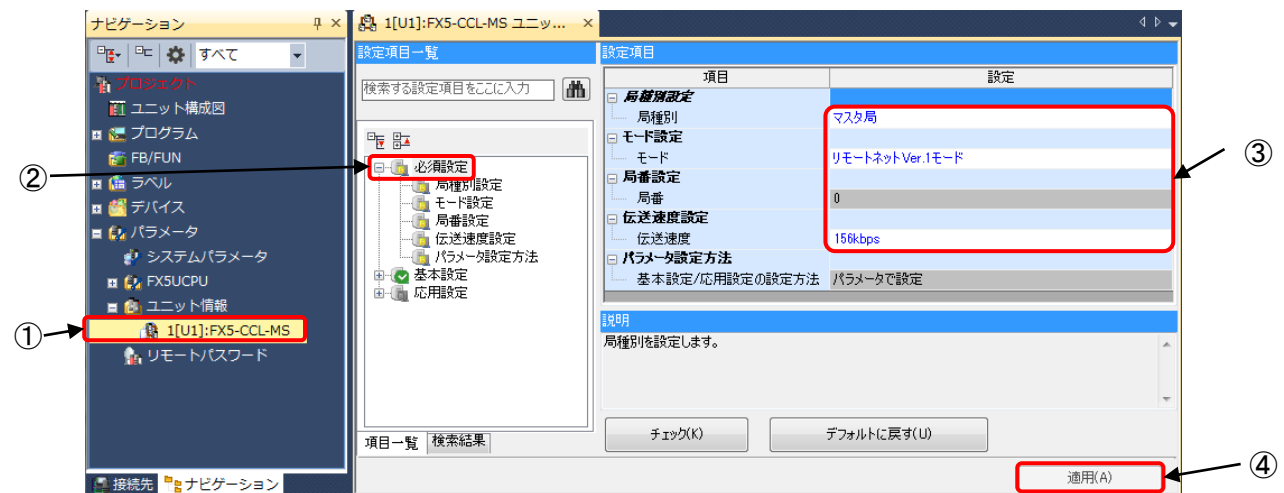 ナビゲーション
すべて
プロジェクト
ユニット構成図
プログラム
FB/FUN
ラベル
デバイス
パラメータ
システムパラメータ
FX5UCPU
ユニット情報
① 1[U1]:FX5-CCL-MS
リモートパスワード
接続先 ナビゲーション
1[U1]:FX5-CCL-MS ユニッ...
設定項目一覧
検索する設定項目をここに入力
② 必須設定
局種別設定
モード設定
局番設定
伝送速度設定
パラメータ設定方法
基本設定
応用設定
項目一覧 検索結果
設定項目
項目 設定
局種別設定
局種別 マスタ局
モード設定
モード リモートネットVer.1モード
③
局番設定
局番 0
伝送速度設定
伝送速度 156kbps
パラメータ設定方法
基本設定/応用設定の設定方法 パラメータで設定
説明
局種別を設定します。
チェック(K) デフォルトに戻す(U)
適用(A) ④